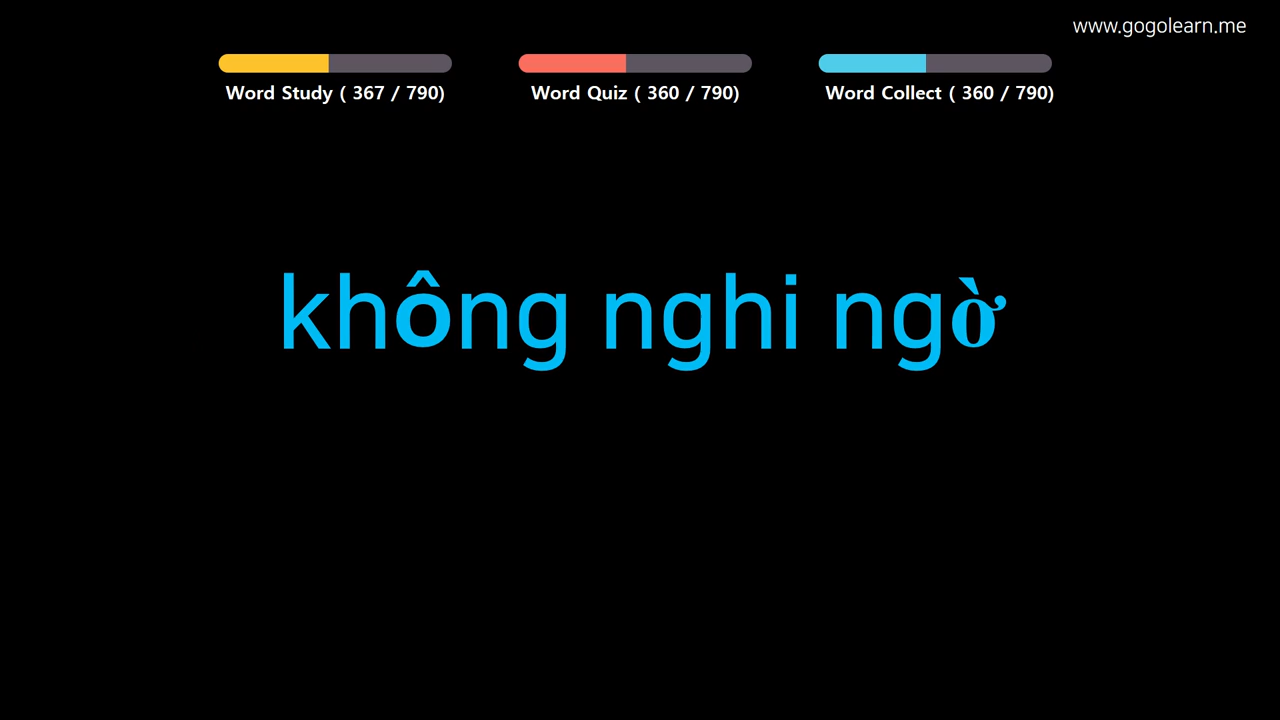 www.gogolearn.me
Word Study ( 367 / 790)
Word Quiz ( 360 / 790)
Word Collect ( 360 / 790)
không nghi ngờ